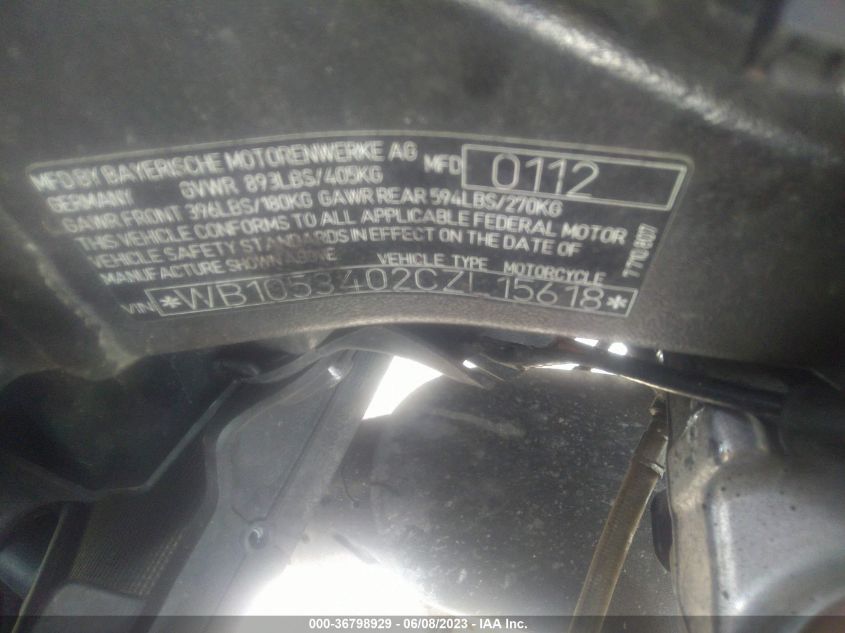 MFD BY BAYERISCHE MOTORENWERKE AG MFD 0112
GERMANY GVWR 893LBS/405KG
GAWR FRONT 396LBS/180KG GAWR REAR 594LBS/270KG
THIS VEHICLE CONFORMS TO ALL APPLICABLE FEDERAL MOTOR
VEHICLE SAFETY STANDARDS IN EFFECT ON THE DATE OF
MANUFACTURE SHOWN ABOVE VEHICLE TYPE MOTORCYCLE
VIN *WB1053402CZL15618*
000-36798929 - 06/08/2023 - IAA Inc.